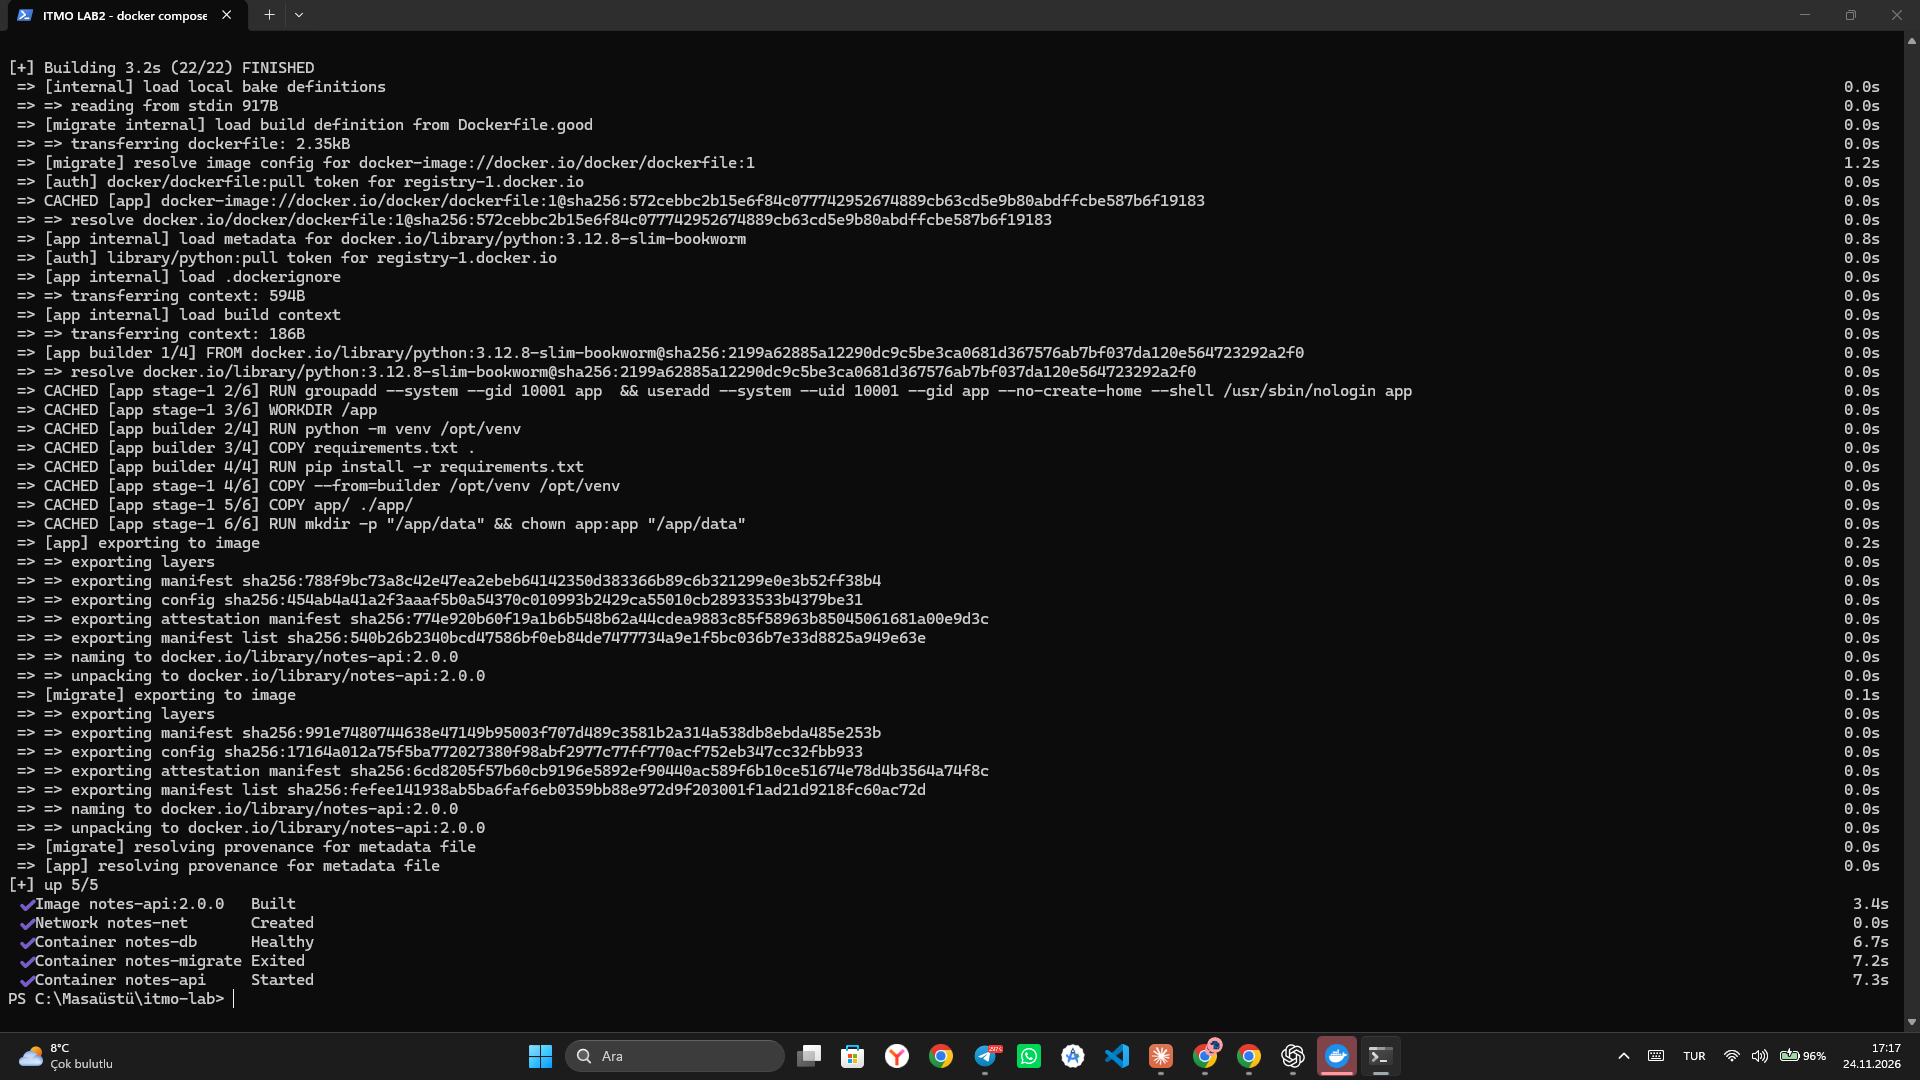 ITMO LAB2 - docker compose
[+] Building 3.2s (22/22) FINISHED
=> [internal] load local bake definitions 0.0s
=> => reading from stdin 917B 0.0s
=> [migrate internal] load build definition from Dockerfile.good 0.0s
=> => transferring dockerfile: 2.35kB 0.0s
=> [migrate] resolve image config for docker-image://docker.io/docker/dockerfile:1 1.2s
=> [auth] docker/dockerfile:pull token for registry-1.docker.io 0.0s
=> CACHED [app] docker-image://docker.io/docker/dockerfile:1@sha256:572cebbc2b15e6f84c077742952674889cb63cd5e9b80abdffcbe587b6f19183 0.0s
=> => resolve docker.io/docker/dockerfile:1@sha256:572cebbc2b15e6f84c077742952674889cb63cd5e9b80abdffcbe587b6f19183 0.0s
=> [app internal] load metadata for docker.io/library/python:3.12.8-slim-bookworm 0.8s
=> [auth] library/python:pull token for registry-1.docker.io 0.0s
=> [app internal] load .dockerignore 0.0s
=> => transferring context: 594B 0.0s
=> [app internal] load build context 0.0s
=> => transferring context: 186B 0.0s
=> [app builder 1/4] FROM docker.io/library/python:3.12.8-slim-bookworm@sha256:2199a62885a12290dc9c5be3ca0681d367576ab7bf037da120e564723292a2f0 0.0s
=> => resolve docker.io/library/python:3.12.8-slim-bookworm@sha256:2199a62885a12290dc9c5be3ca0681d367576ab7bf037da120e564723292a2f0 0.0s
=> CACHED [app stage-1 2/6] RUN groupadd --system --gid 10001 app  && useradd --system --uid 10001 --gid app --no-create-home --shell /usr/sbin/nologin app 0.0s
=> CACHED [app stage-1 3/6] WORKDIR /app 0.0s
=> CACHED [app builder 2/4] RUN python -m venv /opt/venv 0.0s
=> CACHED [app builder 3/4] COPY requirements.txt . 0.0s
=> CACHED [app builder 4/4] RUN pip install -r requirements.txt 0.0s
=> CACHED [app stage-1 4/6] COPY --from=builder /opt/venv /opt/venv 0.0s
=> CACHED [app stage-1 5/6] COPY app/ ./app/ 0.0s
=> CACHED [app stage-1 6/6] RUN mkdir -p "/app/data" && chown app:app "/app/data" 0.0s
=> [app] exporting to image 0.2s
=> => exporting layers 0.0s
=> => exporting manifest sha256:788f9bc73a8c42e47ea2ebeb64142350d383366b89c6b321299e0e3b52ff38b4 0.0s
=> => exporting config sha256:454ab4a41a2f3aaaf5b0a54370c010993b2429ca55010cb28933533b4379be31 0.0s
=> => exporting attestation manifest sha256:774e920b60f19a1b6b548b62a44cdea9883c85f58963b85045061681a00e9d3c 0.0s
=> => exporting manifest list sha256:540b26b2340bcd47586bf0eb84de7477734a9e1f5bc036b7e33d8825a949e63e 0.0s
=> => naming to docker.io/library/notes-api:2.0.0 0.0s
=> => unpacking to docker.io/library/notes-api:2.0.0 0.0s
=> [migrate] exporting to image 0.1s
=> => exporting layers 0.0s
=> => exporting manifest sha256:991e7480744638e47149b95003f707d489c3581b2a314a538db8ebda485e253b 0.0s
=> => exporting config sha256:17164a012a75f5ba772027380f98abf2977c77ff770acf752eb347cc32fbb933 0.0s
=> => exporting attestation manifest sha256:6cd8205f57b60cb9196e5892ef90440ac589f6b10ce51674e78d4b3564a74f8c 0.0s
=> => exporting manifest list sha256:fefee141938ab5ba6faf6eb0359bb88e972d9f203001f1ad21d9218fc60ac72d 0.0s
=> => naming to docker.io/library/notes-api:2.0.0 0.0s
=> => unpacking to docker.io/library/notes-api:2.0.0 0.0s
=> [migrate] resolving provenance for metadata file 0.0s
=> [app] resolving provenance for metadata file 0.0s
[+] up 5/5
Image notes-api:2.0.0 Built 3.4s
Network notes-net Created 0.0s
Container notes-db Healthy 6.7s
Container notes-migrate Exited 7.2s
Container notes-api Started 7.3s
PS C:\Masaüstü\itmo-lab>
8°C
Çok bulutlu
Ara
TUR
96%
17:17
24.11.2026